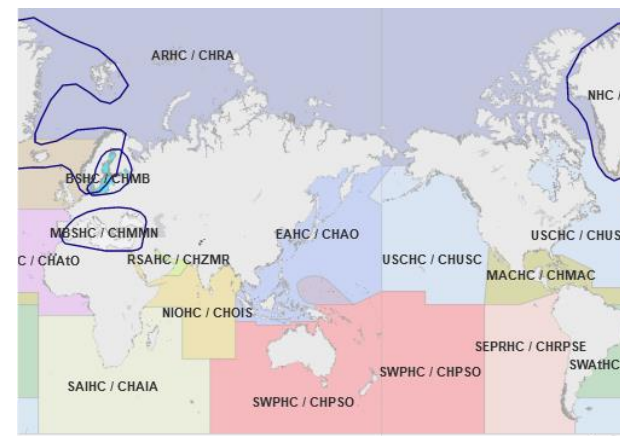 ARHC / CHRA
NHC /
BSHC / CHMB
MBSHC / CHMMN
EAHC / CHAO
USCHC / CHUS
C / CHAtO
RSAHC / CHZMR
USCHC / CHUSC
MACHC / CHMAC
NIOHC / CHOIS
SEPRHC / CHRPSE
SWAtHC
SAIHC / CHAIA
SWPHC / CHPSO
SWPHC / CHPSO